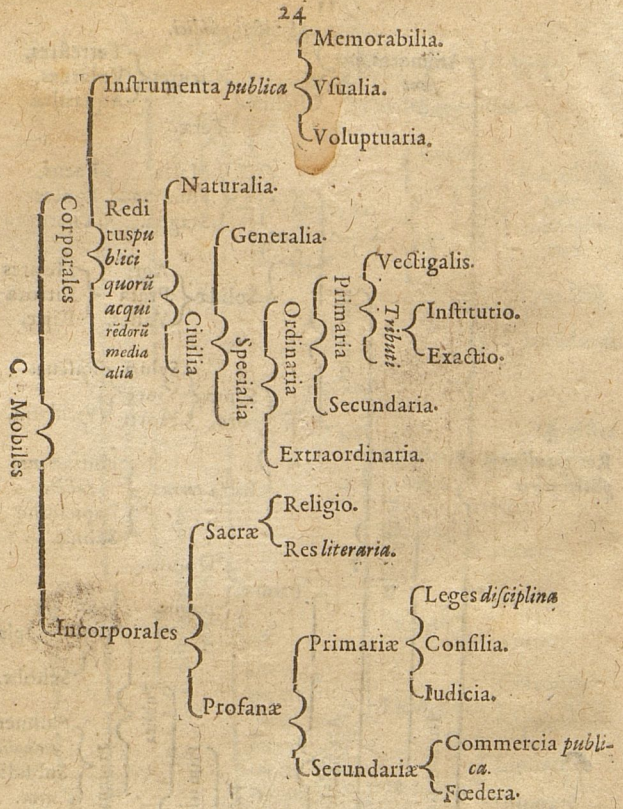 24
C. Mobiles.
Corporales
Inſtrumenta publica
Memorabilia.
Vſualia.
Voluptuaria.
Redi
tuspu
blici
quorũ
acqui
rẽdorũ
media
alia
Naturalia.
Ciuilia
Generalia.
Specialia
Ordinaria
Primaria
Vectigalis.
Tributi
Inſtitutio.
Exactio.
Secundaria.
Extraordinaria.
Incorporales
Sacræ
Religio.
Res literaria.
Profanæ
Primariæ
Leges diſciplinæ
Conſilia.
Iudicia.
Secundariæ
Commercia publi-
ca.
Fœdera.